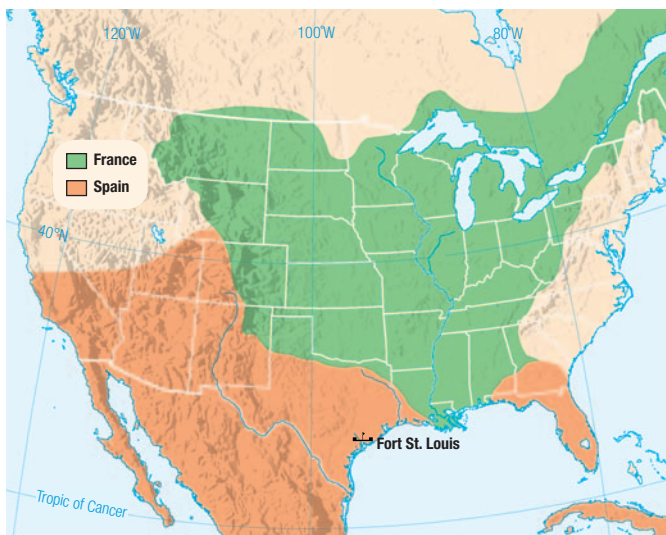 120°W
100°W
80°W
France
Spain
40°N
Fort St. Louis
Tropic of Cancer